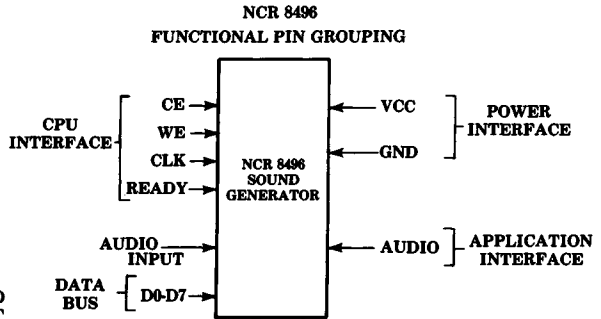 NCR 8496
FUNCTIONAL PIN GROUPING
CPU
INTERFACE
CE
WE
CLK
READY
AUDIO
INPUT
DATA
BUS
D0-D7
NCR 8496
SOUND
GENERATOR
VCC
GND
POWER
INTERFACE
AUDIO
APPLICATION
INTERFACE